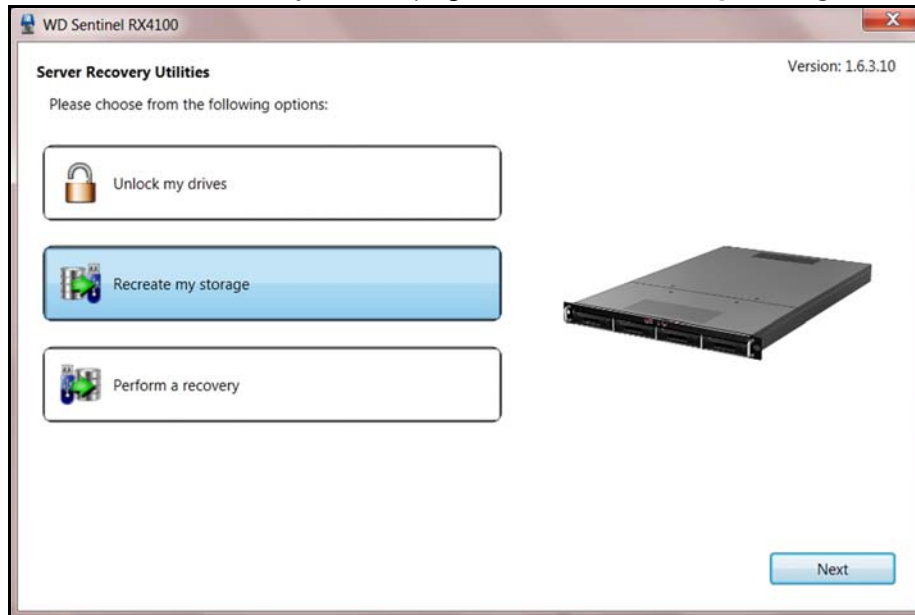 WD Sentinel RX4100
Server Recovery Utilities
Version: 1.6.3.10
Please choose from the following options:
Unlock my drives
Recreate my storage
Perform a recovery
Next